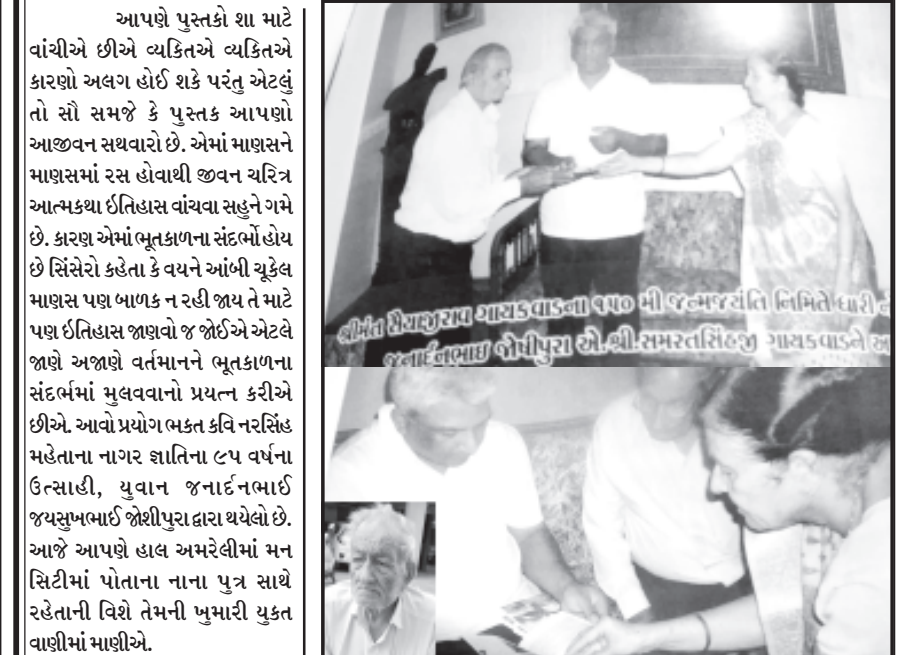 આપણે પુસ્તકો શા માટે
વાંચીએ છીએ વ્યકિતએ વ્યકિતએ
કારણો અલગ હોઈ શકે પરંતુ એટલું
તો સૌ સમજે કે પુસ્તક આપણો
આજીવન સથવારો છે. એમાં માણસને
માણસમાં રસ હોવાથી જીવન ચરિત્ર
આત્મકથા ઇતિહાસ વાંચવા સહુને ગમે
છે. કારણ એમાં ભૂતકાળના સંદર્ભો હોય
છે સિંસેરો કહેતા કે વયને આંબી ચૂકેલ
માણસ પણ બાળક ન રહી જાય તે માટે
પણ ઇતિહાસ જાણવો જ જોઈએ એટલે
જાણે અજાણે વર્તમાનને ભૂતકાળના
સંદર્ભમાં મુલવવાનો પ્રયત્ન કરીએ
છીએ. આવો પ્રયોગ ભકત કવિ નરસિંહ
મહેતાના નાગર જ્ઞાતિના ૯૫ વર્ષના
ઉત્સાહી, યુવાન જનાર્દનભાઈ
જયસુખભાઈ જોશીપુરા દ્વારા થયેલો છે.
આજે આપણે હાલ અમરેલીમાં મન
સિટીમાં પોતાના નાના પુત્ર સાથે
રહેતાની વિશે તેમની ખુમારી યુકત
વાણીમાં માણીએ.
શ્રીમંત સૈયાજીરાવ ગાયકવાડના ૧૫૦ મી જન્મજયંતિ નિમિતે ધારી
જનાર્દનભાઇ જોષીપુરા એ.શ્રી.સમરતસિંહજી ગાયકવાડને